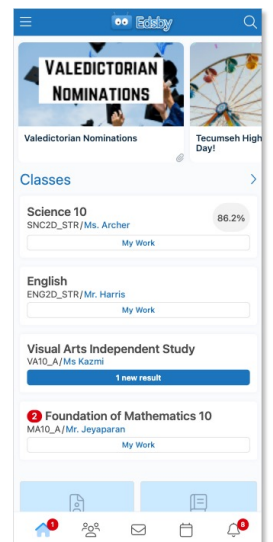 Edsby
VALEDICTORIAN
NOMINATIONS
Valedictorian Nominations
Tecumseh High
Day!
Classes
Science 10
SNC2D_STR/Ms. Archer
86.2%
My Work
English
ENG2D_STR/Mr. Harris
My Work
Visual Arts Independent Study
VA10_A/Ms Kazmi
1 new result
2 Foundation of Mathematics 10
MA10_A/Mr. Jeyaparan
My Work
1
8